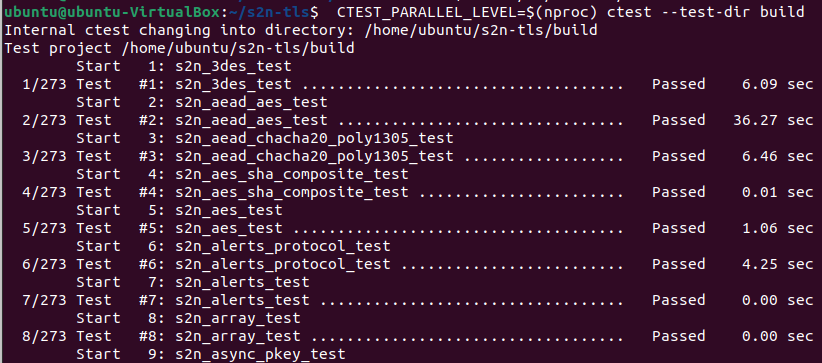 ubuntu@ubuntu-VirtualBox:~/s2n-tls$  CTEST_PARALLEL_LEVEL=$(nproc) ctest --test-dir build
Internal ctest changing into directory: /home/ubuntu/s2n-tls/build
Test project /home/ubuntu/s2n-tls/build
        Start   1: s2n_3des_test
  1/273 Test   #1: s2n_3des_test ....................................   Passed    6.09 sec
        Start   2: s2n_aead_aes_test
  2/273 Test   #2: s2n_aead_aes_test ................................   Passed   36.27 sec
        Start   3: s2n_aead_chacha20_poly1305_test
  3/273 Test   #3: s2n_aead_chacha20_poly1305_test ..................   Passed    6.46 sec
        Start   4: s2n_aes_sha_composite_test
  4/273 Test   #4: s2n_aes_sha_composite_test .......................   Passed    0.01 sec
        Start   5: s2n_aes_test
  5/273 Test   #5: s2n_aes_test .....................................   Passed    1.06 sec
        Start   6: s2n_alerts_protocol_test
  6/273 Test   #6: s2n_alerts_protocol_test .........................   Passed    4.25 sec
        Start   7: s2n_alerts_test
  7/273 Test   #7: s2n_alerts_test ..................................   Passed    0.00 sec
        Start   8: s2n_array_test
  8/273 Test   #8: s2n_array_test ...................................   Passed    0.00 sec
        Start   9: s2n_async_pkey_test